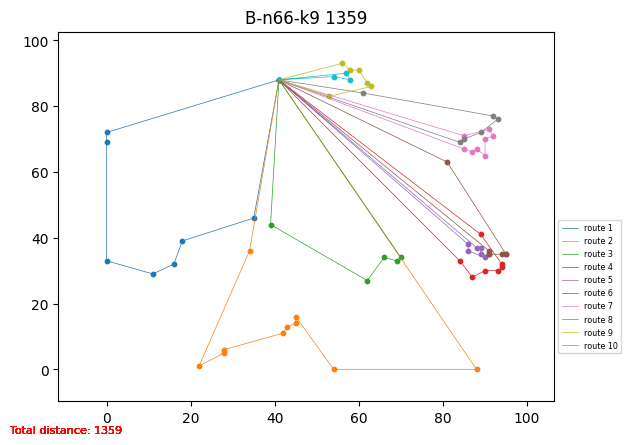 B-n66-k9 1359
100
80
60
40
20
0
0 20 40 60 80 100
route 1
route 2
route 3
route 4
route 5
route 6
route 7
route 8
route 9
route 10
Total distance: 1359